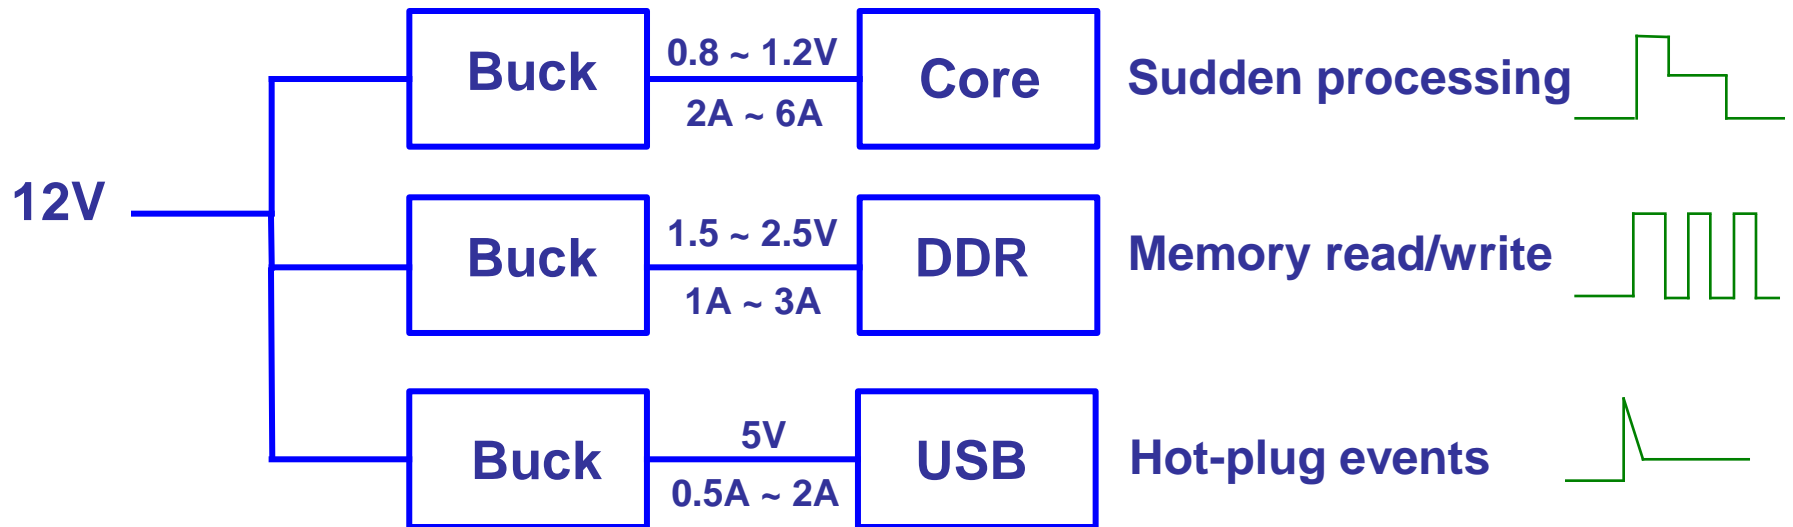 Buck
0.8 ~ 1.2V
2A ~ 6A
Core
Sudden processing
12V
Buck
1.5 ~ 2.5V
1A ~ 3A
DDR
Memory read/write
Buck
5V
0.5A ~ 2A
USB
Hot-plug events